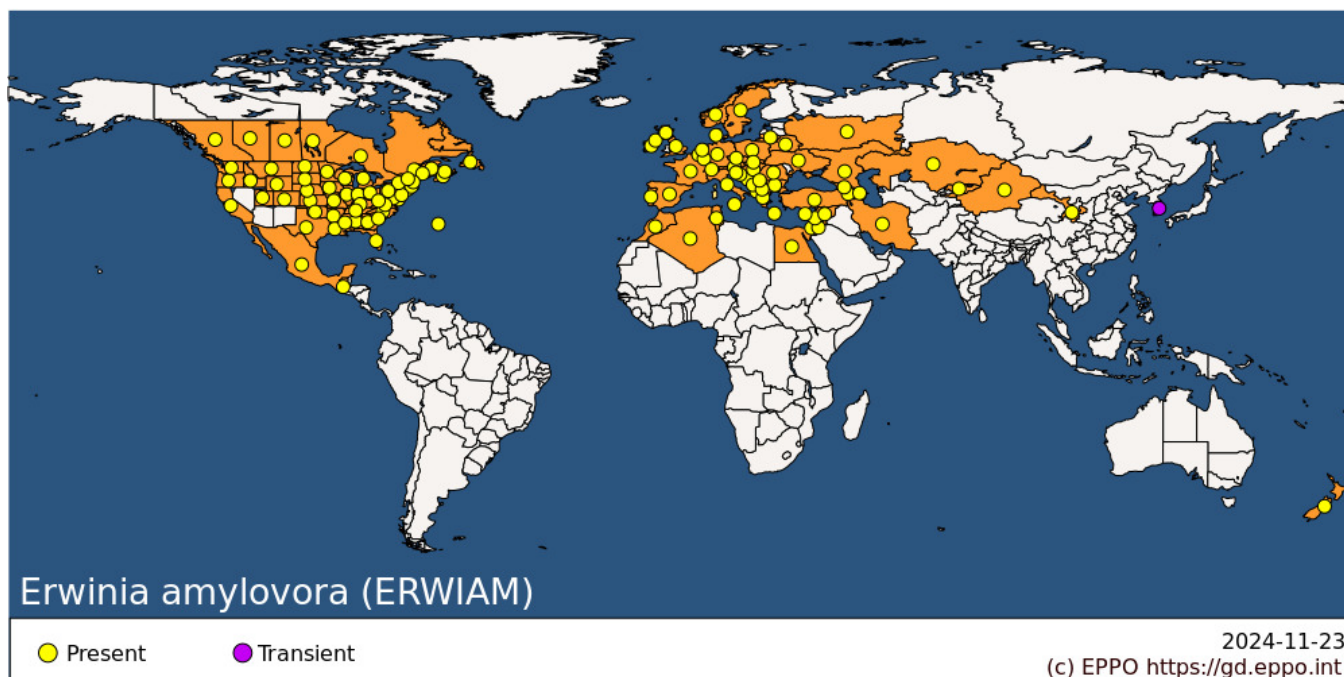 Erwinia amylovora (ERWIAM)
Present
Transient
2024-11-23
(c) EPPO https://gd.eppo.int